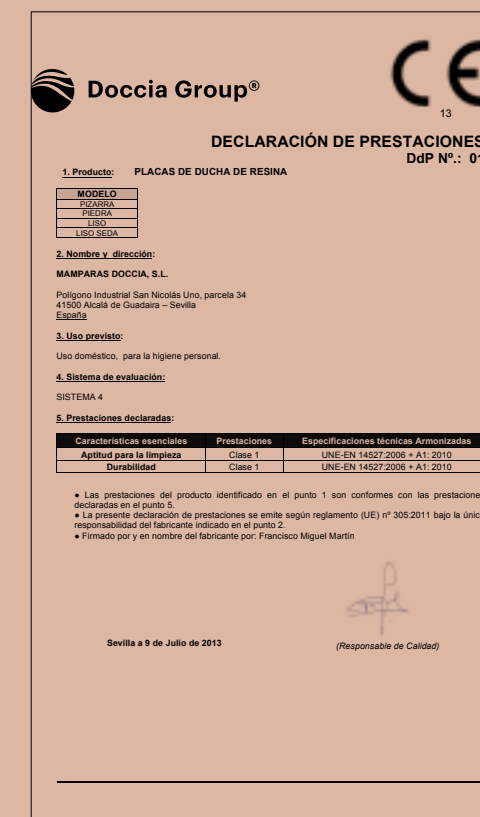 Doccia Group®
CE
13
DECLARACIÓN DE PRESTACIONES
DdP Nº.: 01
1. Producto: PLACAS DE DUCHA DE RESINA
MODELO
PIZARRA
PIEDRA
LISO
LISO SEDA
2. Nombre y dirección:
MAMPARAS DOCCIA, S.L.
Polígono Industrial San Nicolás Uno, parcela 34
41500 Alcalá de Guadaira – Sevilla
España
3. Uso previsto:
Uso doméstico, para la higiene personal.
4. Sistema de evaluación:
SISTEMA 4
5. Prestaciones declaradas:
Características esenciales Prestaciones Especificaciones técnicas Armonizadas
Aptitud para la limpieza Clase 1 UNE-EN 14527:2006 + A1: 2010
Durabilidad Clase 1 UNE-EN 14527:2006 + A1: 2010
● Las prestaciones del producto identificado en el punto 1 son conformes con las prestacione
declaradas en el punto 5.
● La presente declaración de prestaciones se emite según reglamento (UE) nº 305:2011 bajo la únic
responsabilidad del fabricante indicado en el punto 2.
● Firmado por y en nombre del fabricante por: Francisco Miguel Martín
Sevilla a 9 de Julio de 2013
(Responsable de Calidad)